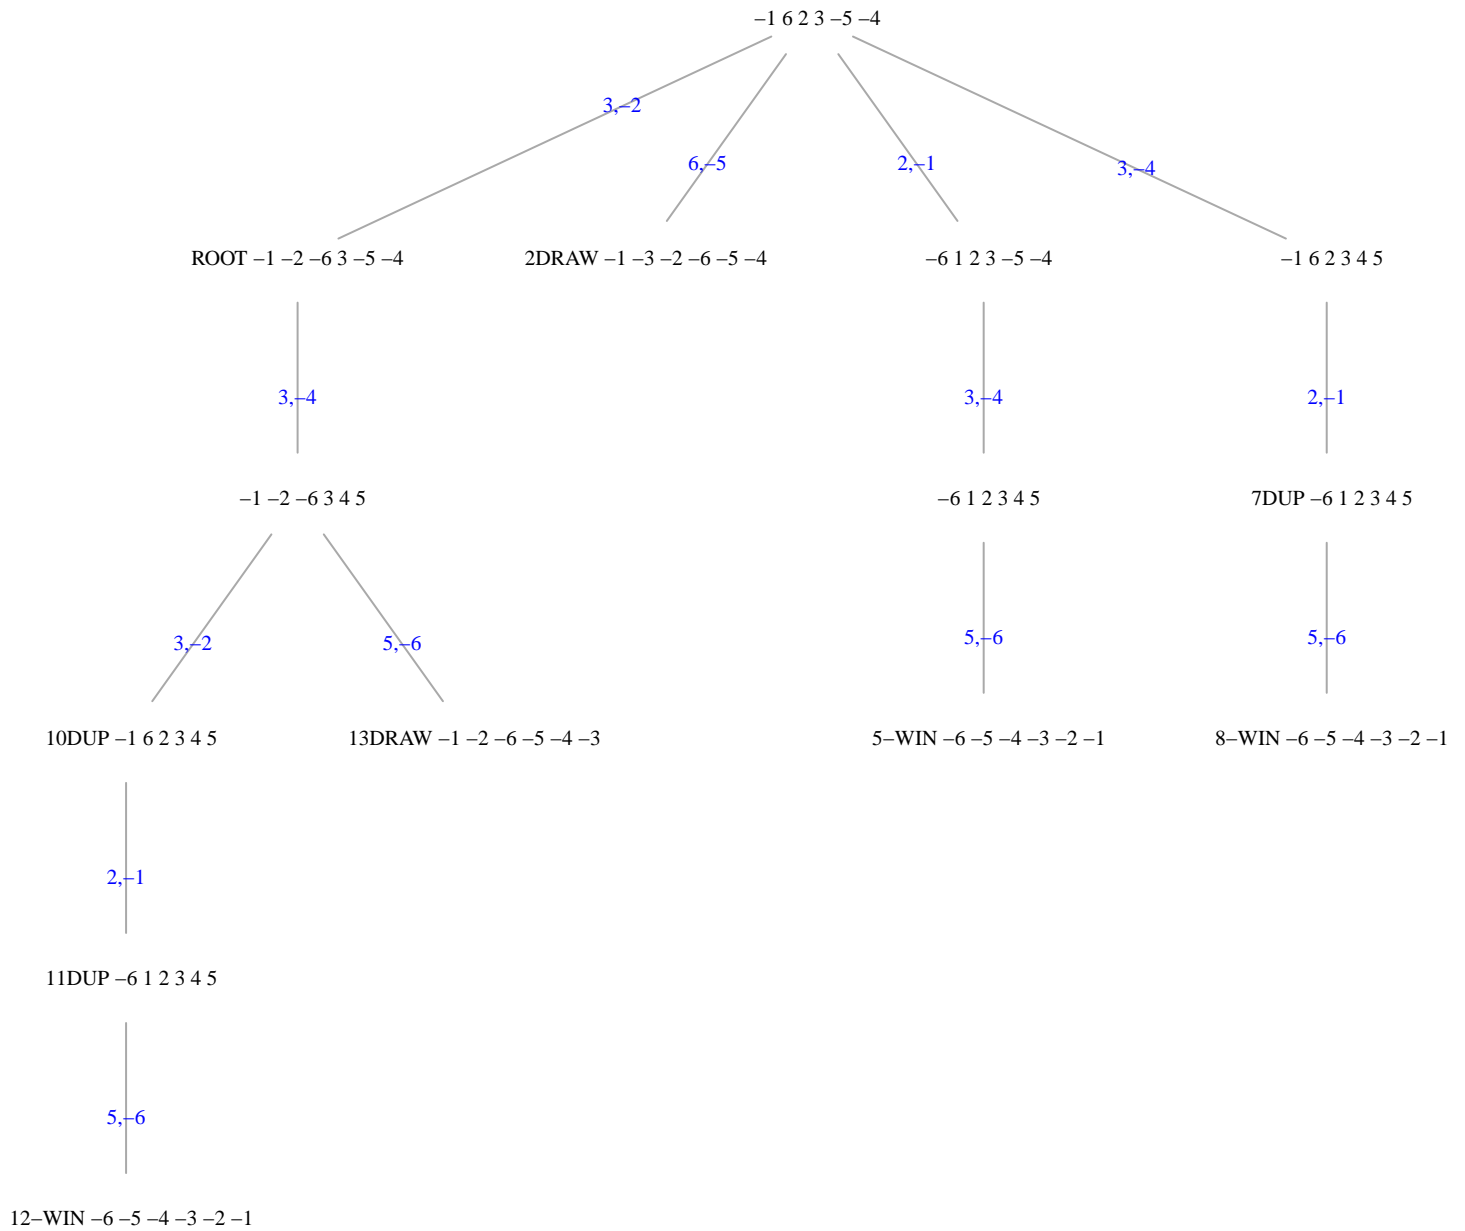 –1 6 2 3 –5 –4
3,–2
6,–5
2,–1
3,–4
ROOT –1 –2 –6 3 –5 –4
2DRAW –1 –3 –2 –6 –5 –4
–6 1 2 3 –5 –4
–1 6 2 3 4 5
3,–4
3,–4
2,–1
–1 –2 –6 3 4 5
–6 1 2 3 4 5
7DUP –6 1 2 3 4 5
3,–2
5,–6
5,–6
5,–6
10DUP –1 6 2 3 4 5
13DRAW –1 –2 –6 –5 –4 –3
5–WIN –6 –5 –4 –3 –2 –1
8–WIN –6 –5 –4 –3 –2 –1
2,–1
11DUP –6 1 2 3 4 5
5,–6
12–WIN –6 –5 –4 –3 –2 –1